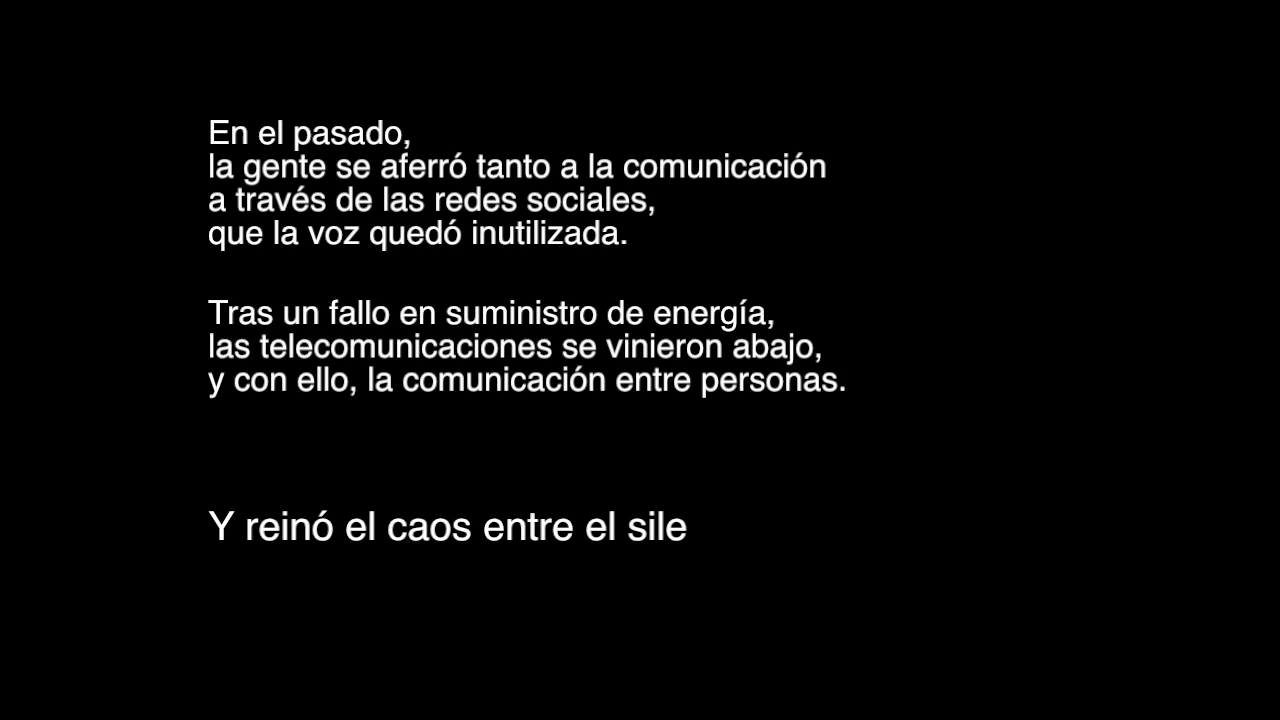 En el pasado,
la gente se aferró tanto a la comunicación
a través de las redes sociales,
que la voz quedó inutilizada.
Tras un fallo en suministro de energía,
las telecomunicaciones se vinieron abajo,
y con ello, la comunicación entre personas.
Y reinó el caos entre el sile